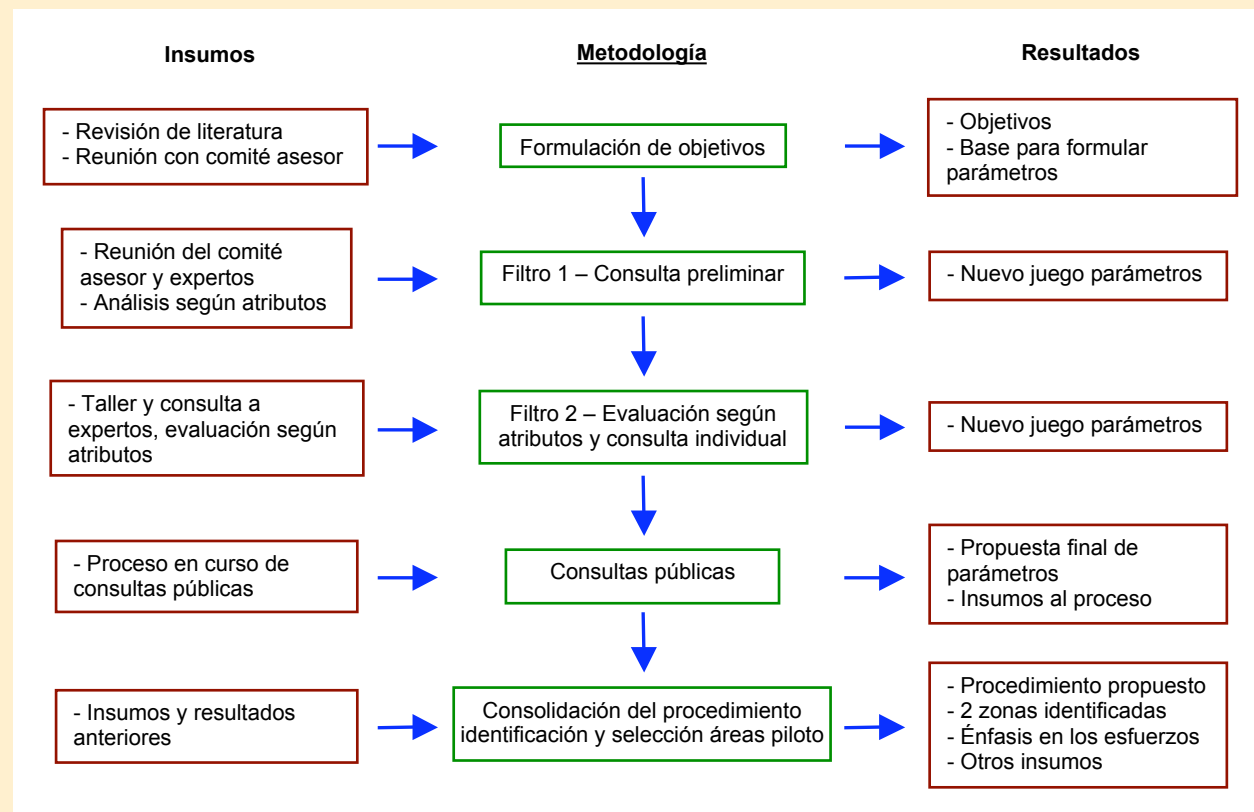 Insumos
Metodología
Resultados
- Revisión de literatura
- Reunión con comité asesor
Formulación de objetivos
- Objetivos
- Base para formular
parámetros
- Reunión del comité
asesor y expertos
- Análisis según atributos
Filtro 1 – Consulta preliminar
- Nuevo juego parámetros
- Taller y consulta a
expertos, evaluación según
atributos
Filtro 2 – Evaluación según
atributos y consulta individual
- Nuevo juego parámetros
- Proceso en curso de
consultas públicas
Consultas públicas
- Propuesta final de
parámetros
- Insumos al proceso
- Insumos y resultados
anteriores
Consolidación del procedimiento
identificación y selección áreas piloto
- Procedimiento propuesto
- 2 zonas identificadas
- Énfasis en los esfuerzos
- Otros insumos